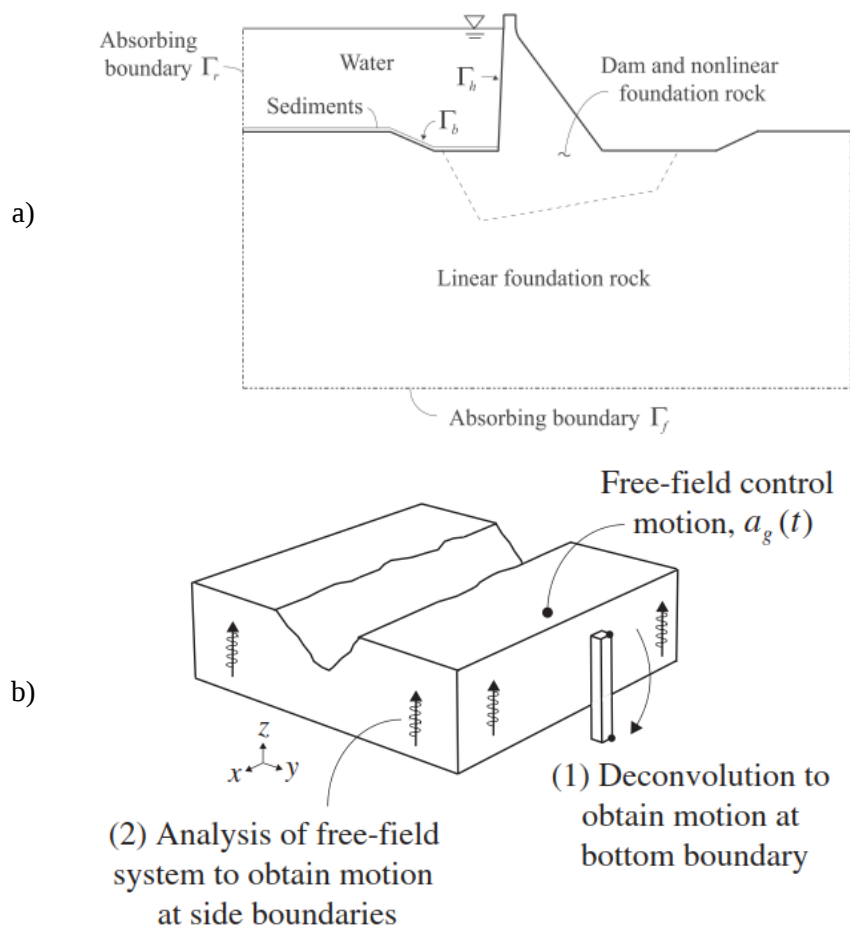 a)
Absorbing
boundary Γr
Water
Γh
Dam and nonlinear
foundation rock
Sediments
Γb
Linear foundation rock
Absorbing boundary Γf
b)
Free-field control
motion, ag(t)
z
x
y
(1) Deconvolution to
obtain motion at
bottom boundary
(2) Analysis of free-field
system to obtain motion
at side boundaries